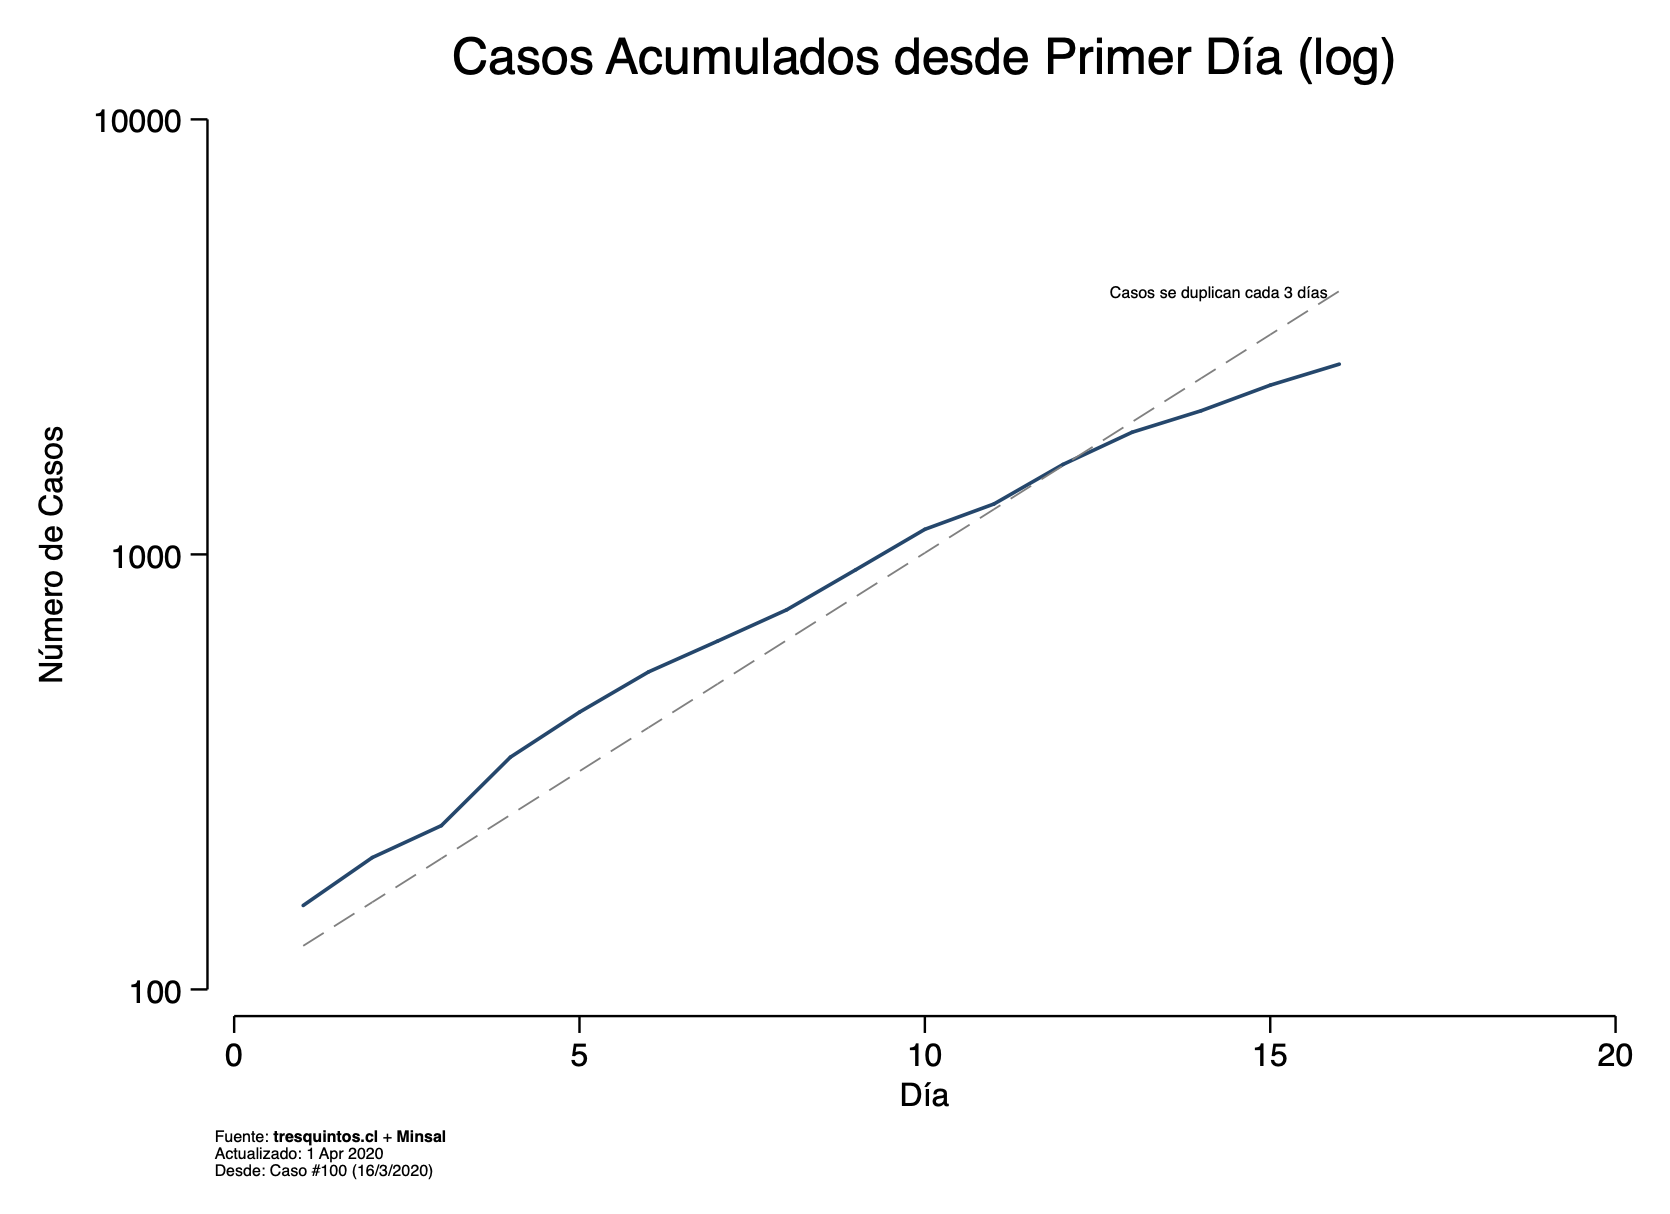 Casos Acumulados desde Primer Día (log)
10000
1000
100
Número de Casos
Casos se duplican cada 3 días
0 5 10 15 20
Día
Fuente: tresquintos.cl + Minsal
Actualizado: 1 Apr 2020
Desde: Caso #100 (16/3/2020)